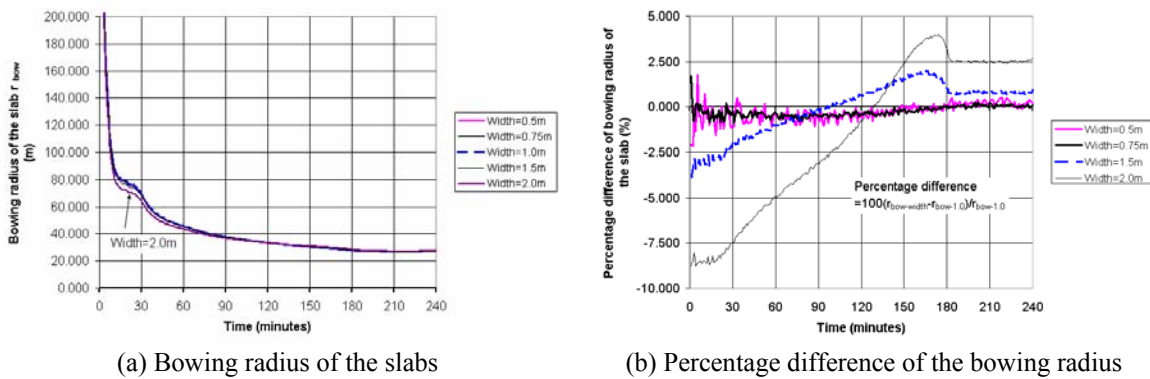 Bowing radius of the slab r bow
(m)
200.000
180.000
160.000
140.000
120.000
100.000
80.000
60.000
40.000
20.000
0.000
0 30 60 90 120 150 180 210 240
Time (minutes)
Width=2.0m
Width=0.5m
Width=0.75m
Width=1.0m
Width=1.5m
Width=2.0m
(a) Bowing radius of the slabs
Percentage difference of bowing radius of
the slab (%)
5.000
2.500
0.000
-2.500
-5.000
-7.500
-10.000
0 30 60 90 120 150 180 210 240
Time (minutes)
Percentage difference
=100(rbow-width-rbow-1.0)/rbow-1.0
Width=0.5m
Width=0.75m
Width=1.5m
Width=2.0m
(b) Percentage difference of the bowing radius